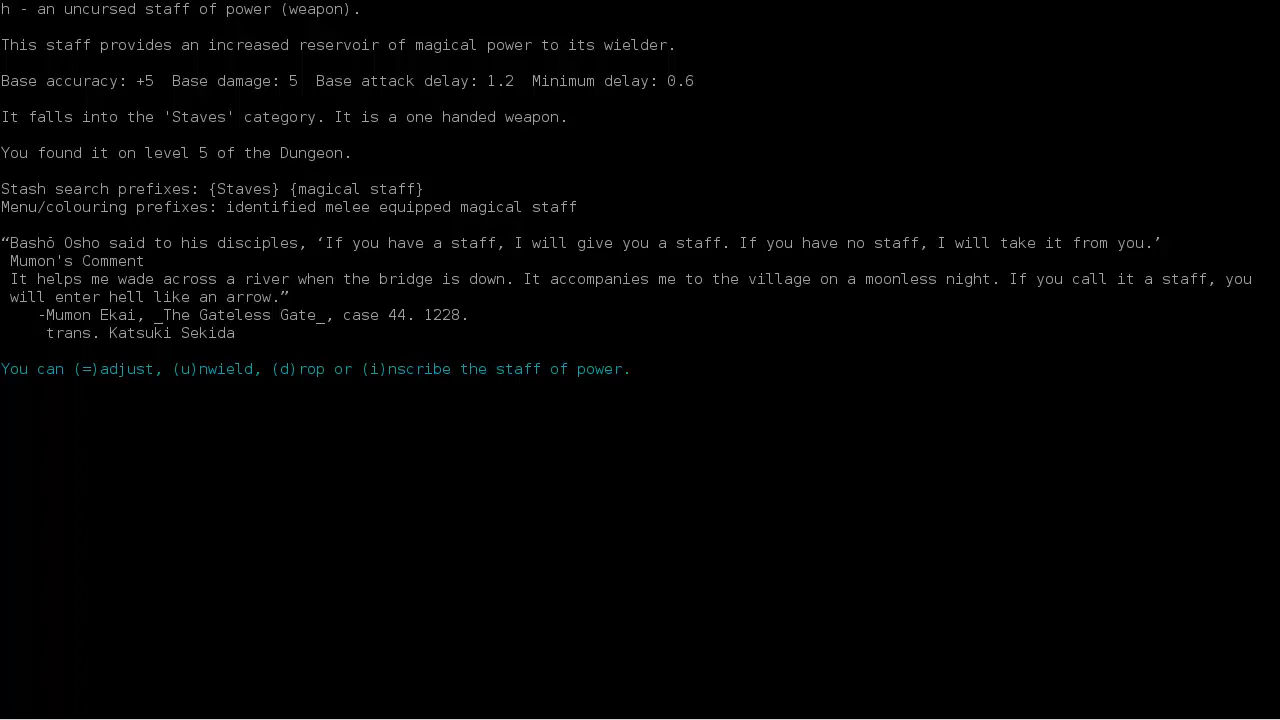 h - an uncursed staff of power (weapon).
This staff provides an increased reservoir of magical power to its wielder.
Base accuracy: +5  Base damage: 5  Base attack delay: 1.2  Minimum delay: 0.6
It falls into the 'Staves' category. It is a one handed weapon.
You found it on level 5 of the Dungeon.
Stash search prefixes: {Staves} {magical staff}
Menu/colouring prefixes: identified melee equipped magical staff
“Bashō Osho said to his disciples, ‘If you have a staff, I will give you a staff. If you have no staff, I will take it from you.’
Mumon's Comment
It helps me wade across a river when the bridge is down. It accompanies me to the village on a moonless night. If you call it a staff, you
will enter hell like an arrow.”
-Mumon Ekai, _The Gateless Gate_, case 44. 1228.
trans. Katsuki Sekida
You can (=)adjust, (u)nwield, (d)rop or (i)nscribe the staff of power.